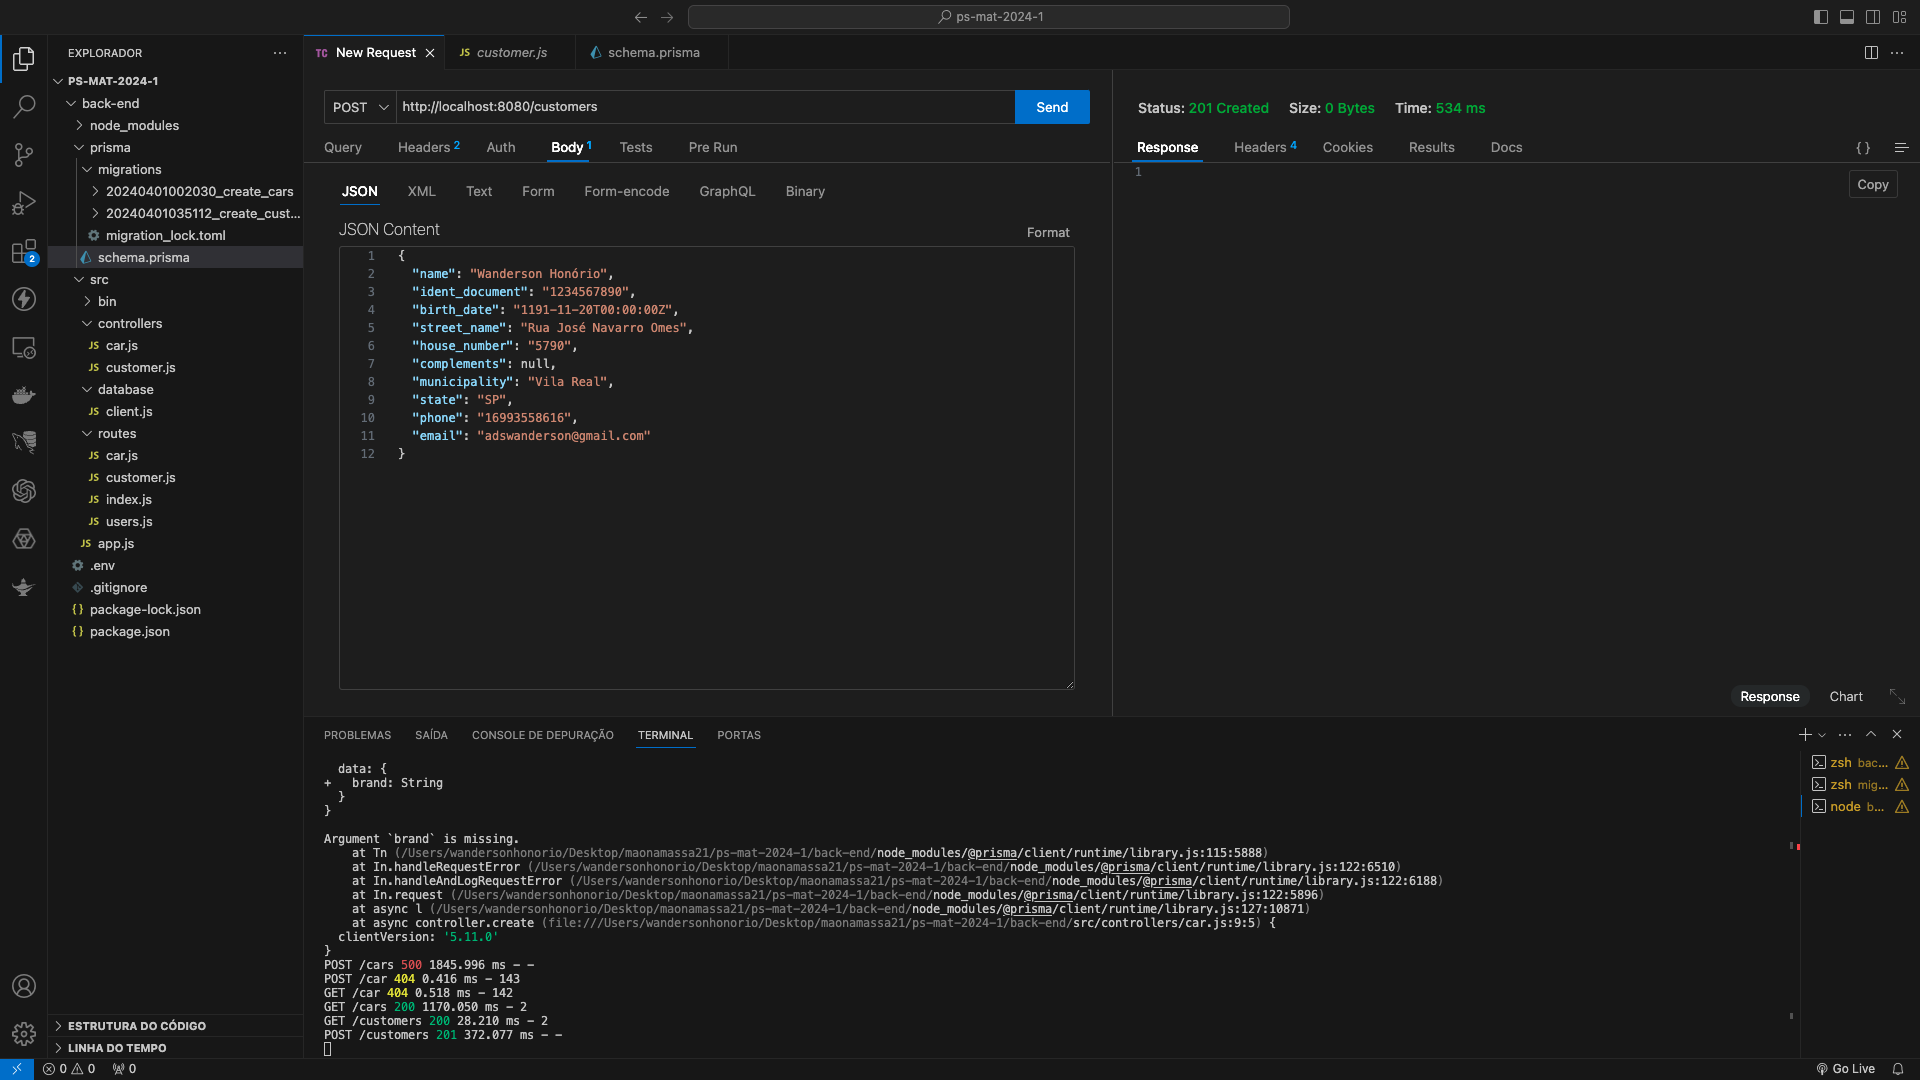 ps-mat-2024-1
EXPLORADOR
TC New Request
JS customer.js
schema.prisma
PS-MAT-2024-1
back-end
node_modules
prisma
migrations
20240401002030_create_cars
20240401035112_create_cust...
migration_lock.toml
schema.prisma
src
bin
controllers
JS car.js
JS customer.js
database
JS client.js
routes
JS car.js
JS customer.js
JS index.js
JS users.js
JS app.js
.env
.gitignore
{} package-lock.json
{} package.json
ESTRUTURA DO CÓDIGO
LINHA DO TEMPO
2
POST http://localhost:8080/customers Send
Query Headers 2 Auth Body 1 Tests Pre Run
JSON XML Text Form Form-encode GraphQL Binary
JSON Content Format
1 {
2 "name": "Wanderson Honório",
3 "ident_document": "1234567890",
4 "birth_date": "1191-11-20T00:00:00Z",
5 "street_name": "Rua José Navarro Omes",
6 "house_number": "5790",
7 "complements": null,
8 "municipality": "Vila Real",
9 "state": "SP",
10 "phone": "16993558616",
11 "email": "adswanderson@gmail.com"
12 }
Status: 201 Created Size: 0 Bytes Time: 534 ms
Response Headers 4 Cookies Results Docs {}
1
Copy
Response Chart
PROBLEMAS SAÍDA CONSOLE DE DEPURAÇÃO TERMINAL PORTAS
data: {
+ brand: String
}
}
Argument `brand` is missing.
at Tn (/Users/wandersonhonorio/Desktop/maonamassa21/ps-mat-2024-1/back-end/node_modules/@prisma/client/runtime/library.js:115:5888)
at In.handleRequestError (/Users/wandersonhonorio/Desktop/maonamassa21/ps-mat-2024-1/back-end/node_modules/@prisma/client/runtime/library.js:122:6510)
at In.handleAndLogRequestError (/Users/wandersonhonorio/Desktop/maonamassa21/ps-mat-2024-1/back-end/node_modules/@prisma/client/runtime/library.js:122:6188)
at In.request (/Users/wandersonhonorio/Desktop/maonamassa21/ps-mat-2024-1/back-end/node_modules/@prisma/client/runtime/library.js:122:5896)
at async l (/Users/wandersonhonorio/Desktop/maonamassa21/ps-mat-2024-1/back-end/node_modules/@prisma/client/runtime/library.js:127:10871)
at async controller.create (file:///Users/wandersonhonorio/Desktop/maonamassa21/ps-mat-2024-1/back-end/src/controllers/car.js:9:5) {
clientVersion: '5.11.0'
}
POST /cars 500 1845.996 ms - -
POST /car 404 0.416 ms - 143
GET /car 404 0.518 ms - 142
GET /cars 200 1170.050 ms - 2
GET /customers 200 28.210 ms - 2
POST /customers 201 372.077 ms - -
zsh bac...
zsh mig...
node b...
0 0 0
Go Live